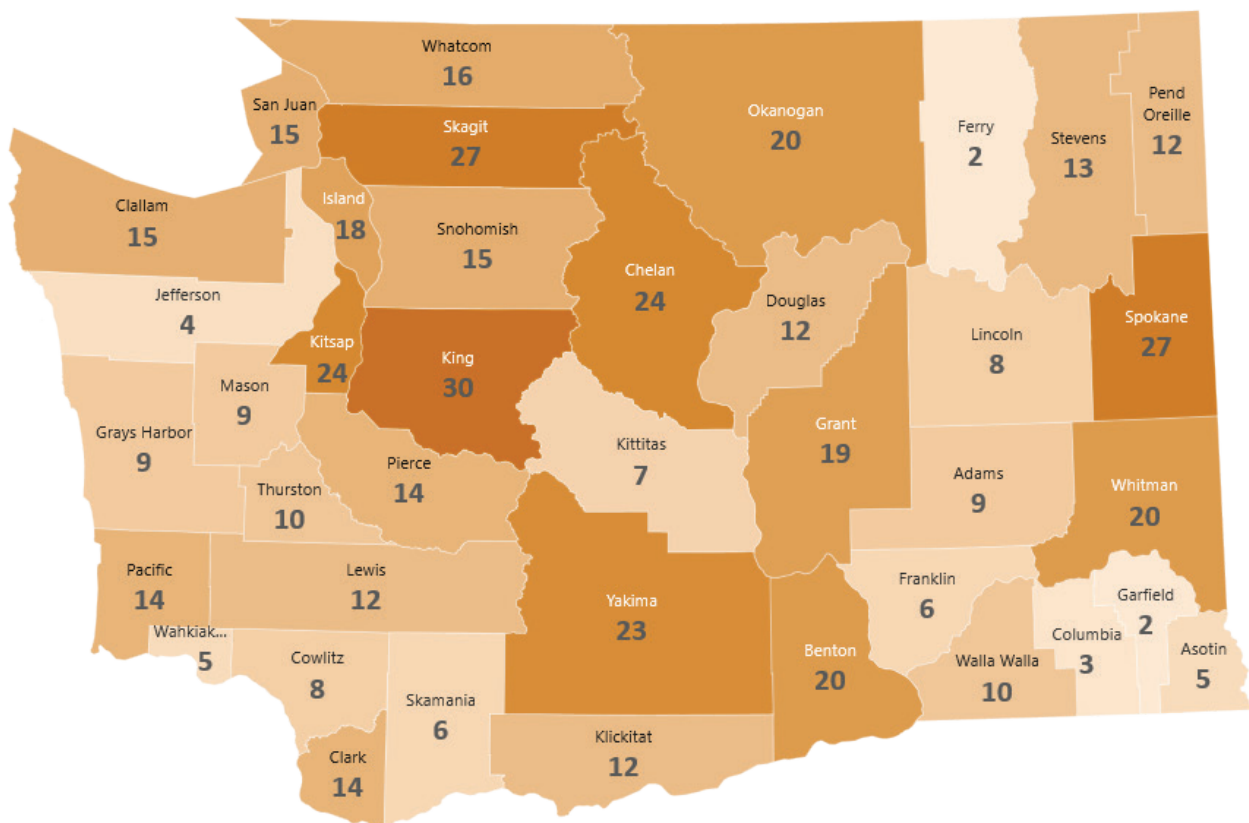 Whatcom
16
San Juan
15
Skagit
27
Okanogan
20
Ferry
2
Stevens
13
Pend
Oreille
12
Clallam
15
Island
18
Snohomish
15
Chelan
24
Douglas
12
Lincoln
8
Spokane
27
Jefferson
4
Kitsap
24
King
30
Mason
9
Grays Harbor
9
Kittitas
7
Grant
19
Pierce
14
Thurston
10
Adams
9
Whitman
20
Pacific
14
Lewis
12
Yakima
23
Franklin
6
Garfield
2
Wahkiak...
5
Cowlitz
8
Skamania
6
Benton
20
Walla Walla
10
Columbia
3
Asotin
5
Clark
14
Klickitat
12